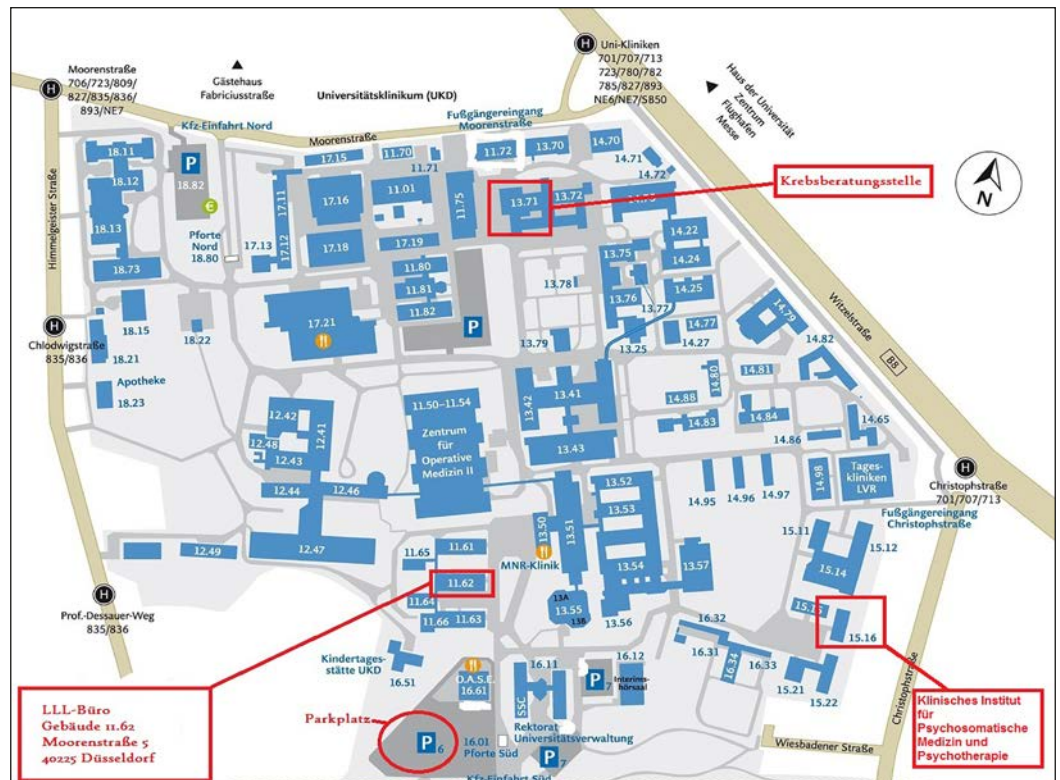 Moorenstraße
706/723/809/
827/835/836/
893/NE7
Gästehaus
Fabriciusstraße
Universitätsklinikum (UKD)
Uni-Kliniken
701/707/713
723/780/782
785/827/893
NE6/NE7/SB50
Haus der Universität
Zentrum
Flughafen
Messe
Kfz-Einfahrt Nord
Moorenstraße
Fußgängereingang
Moorenstraße
Krebsberatungsstelle
N
Himmelgeister Straße
18.11
18.12
18.13
18.73
P
18.82
Pforte
Nord
18.80
17.15
17.11
17.12
17.13
17.16
17.18
11.70
11.71
11.01
17.19
11.75
11.72
13.70
14.70
14.71
14.72
13.71
13.72
11.80
11.81
11.82
P
13.75
13.76
13.77
13.78
13.79
13.25
14.22
14.24
14.25
14.77
14.27
14.79
14.82
Witzelstraße
B8
18.15
18.21
18.22
Apotheke
18.23
17.21
Chlodwigstraße
835/836
12.42
12.41
12.48
12.43
12.44
12.46
12.47
12.49
11.50–11.54
Zentrum
für
Operative
Medizin II
13.42
13.41
13.43
14.80
14.81
14.88
14.83
14.84
14.86
14.65
14.98
Tages-
kliniken
LVR
14.95
14.96
14.97
Christophstraße
701/707/713
Fußgängereingang
Christophstraße
13.50
13.51
13.52
13.53
13.54
13.57
MNR-Klinik
13A
13.55
13B
13.56
11.65
11.61
11.62
11.64
11.66
11.63
15.11
15.12
15.14
15.16
Prof.-Dessauer-Weg
835/836
Kindertages-
stätte UKD
16.51
O.A.S.E.
16.61
16.11
SSC
16.12
Interims-
hörsaal
P 7
16.32
16.31
16.34
16.33
15.21
15.22
Rektorat
Universitätsverwaltung
16.01
Pforte Süd
P 6
P 7
Kfz-Einfahrt Süd
Parkplatz
Wiesbadener Straße
Christophstraße
LLL-Büro
Gebäude 11.62
Moorenstraße 5
40225 Düsseldorf
Klinisches Institut
für
Psychosomatische
Medizin und
Psychotherapie